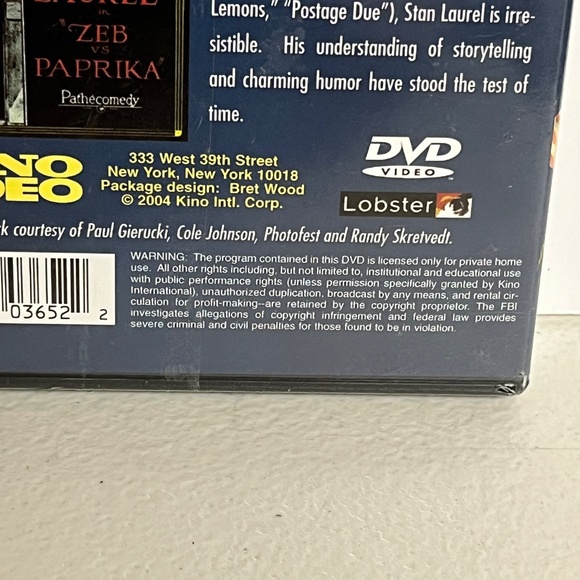 Lemons," "Postage Due"), Stan Laurel is irre-
sistible. His understanding of storytelling
and charming humor have stood the test of
time.
LAUREL
in
"ZEB
VS
PAPRIKA"
Pathécomedy
DVD
VIDEO
333 West 39th Street
New York, New York 10018
Package design: Bret Wood
© 2004 Kino Intl. Corp.
Lobster
courtesy of Paul Gierucki, Cole Johnson, Photofest and Randy Skretvedt.
WARNING: The program contained in this DVD is licensed only for private home
use. All other rights including, but not limited to, institutional and educational use
with public performance rights (unless permission specifically granted by Kino
International), unauthorized duplication, broadcast by any means, and rental cir-
culation for profit-making–are retained by the copyright proprietor. The FBI
investigates allegations of copyright infringement and federal law provides
severe criminal and civil penalties for those found to be in violation.
03652 2